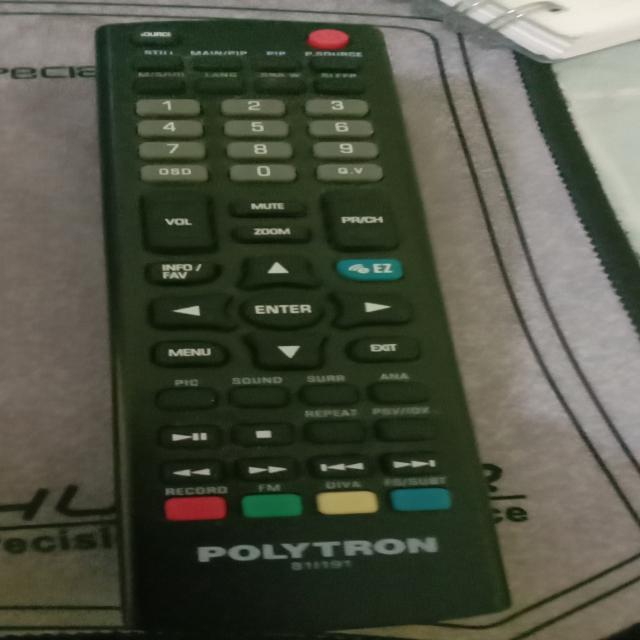 SOURCE
STILL MAIN/PIP PIP P.SOURCE
LANG
1 2 3
4 5 6
7 8 9
OSD 0 Q.V
VOL MUTE PR/CH
ZOOM
INFO/
FAV
EZ
ENTER
MENU EXIT
PIC SOUND SURR ANA
REPEAT
RECORD FM DIVA
POLYTRON
81I191
ce